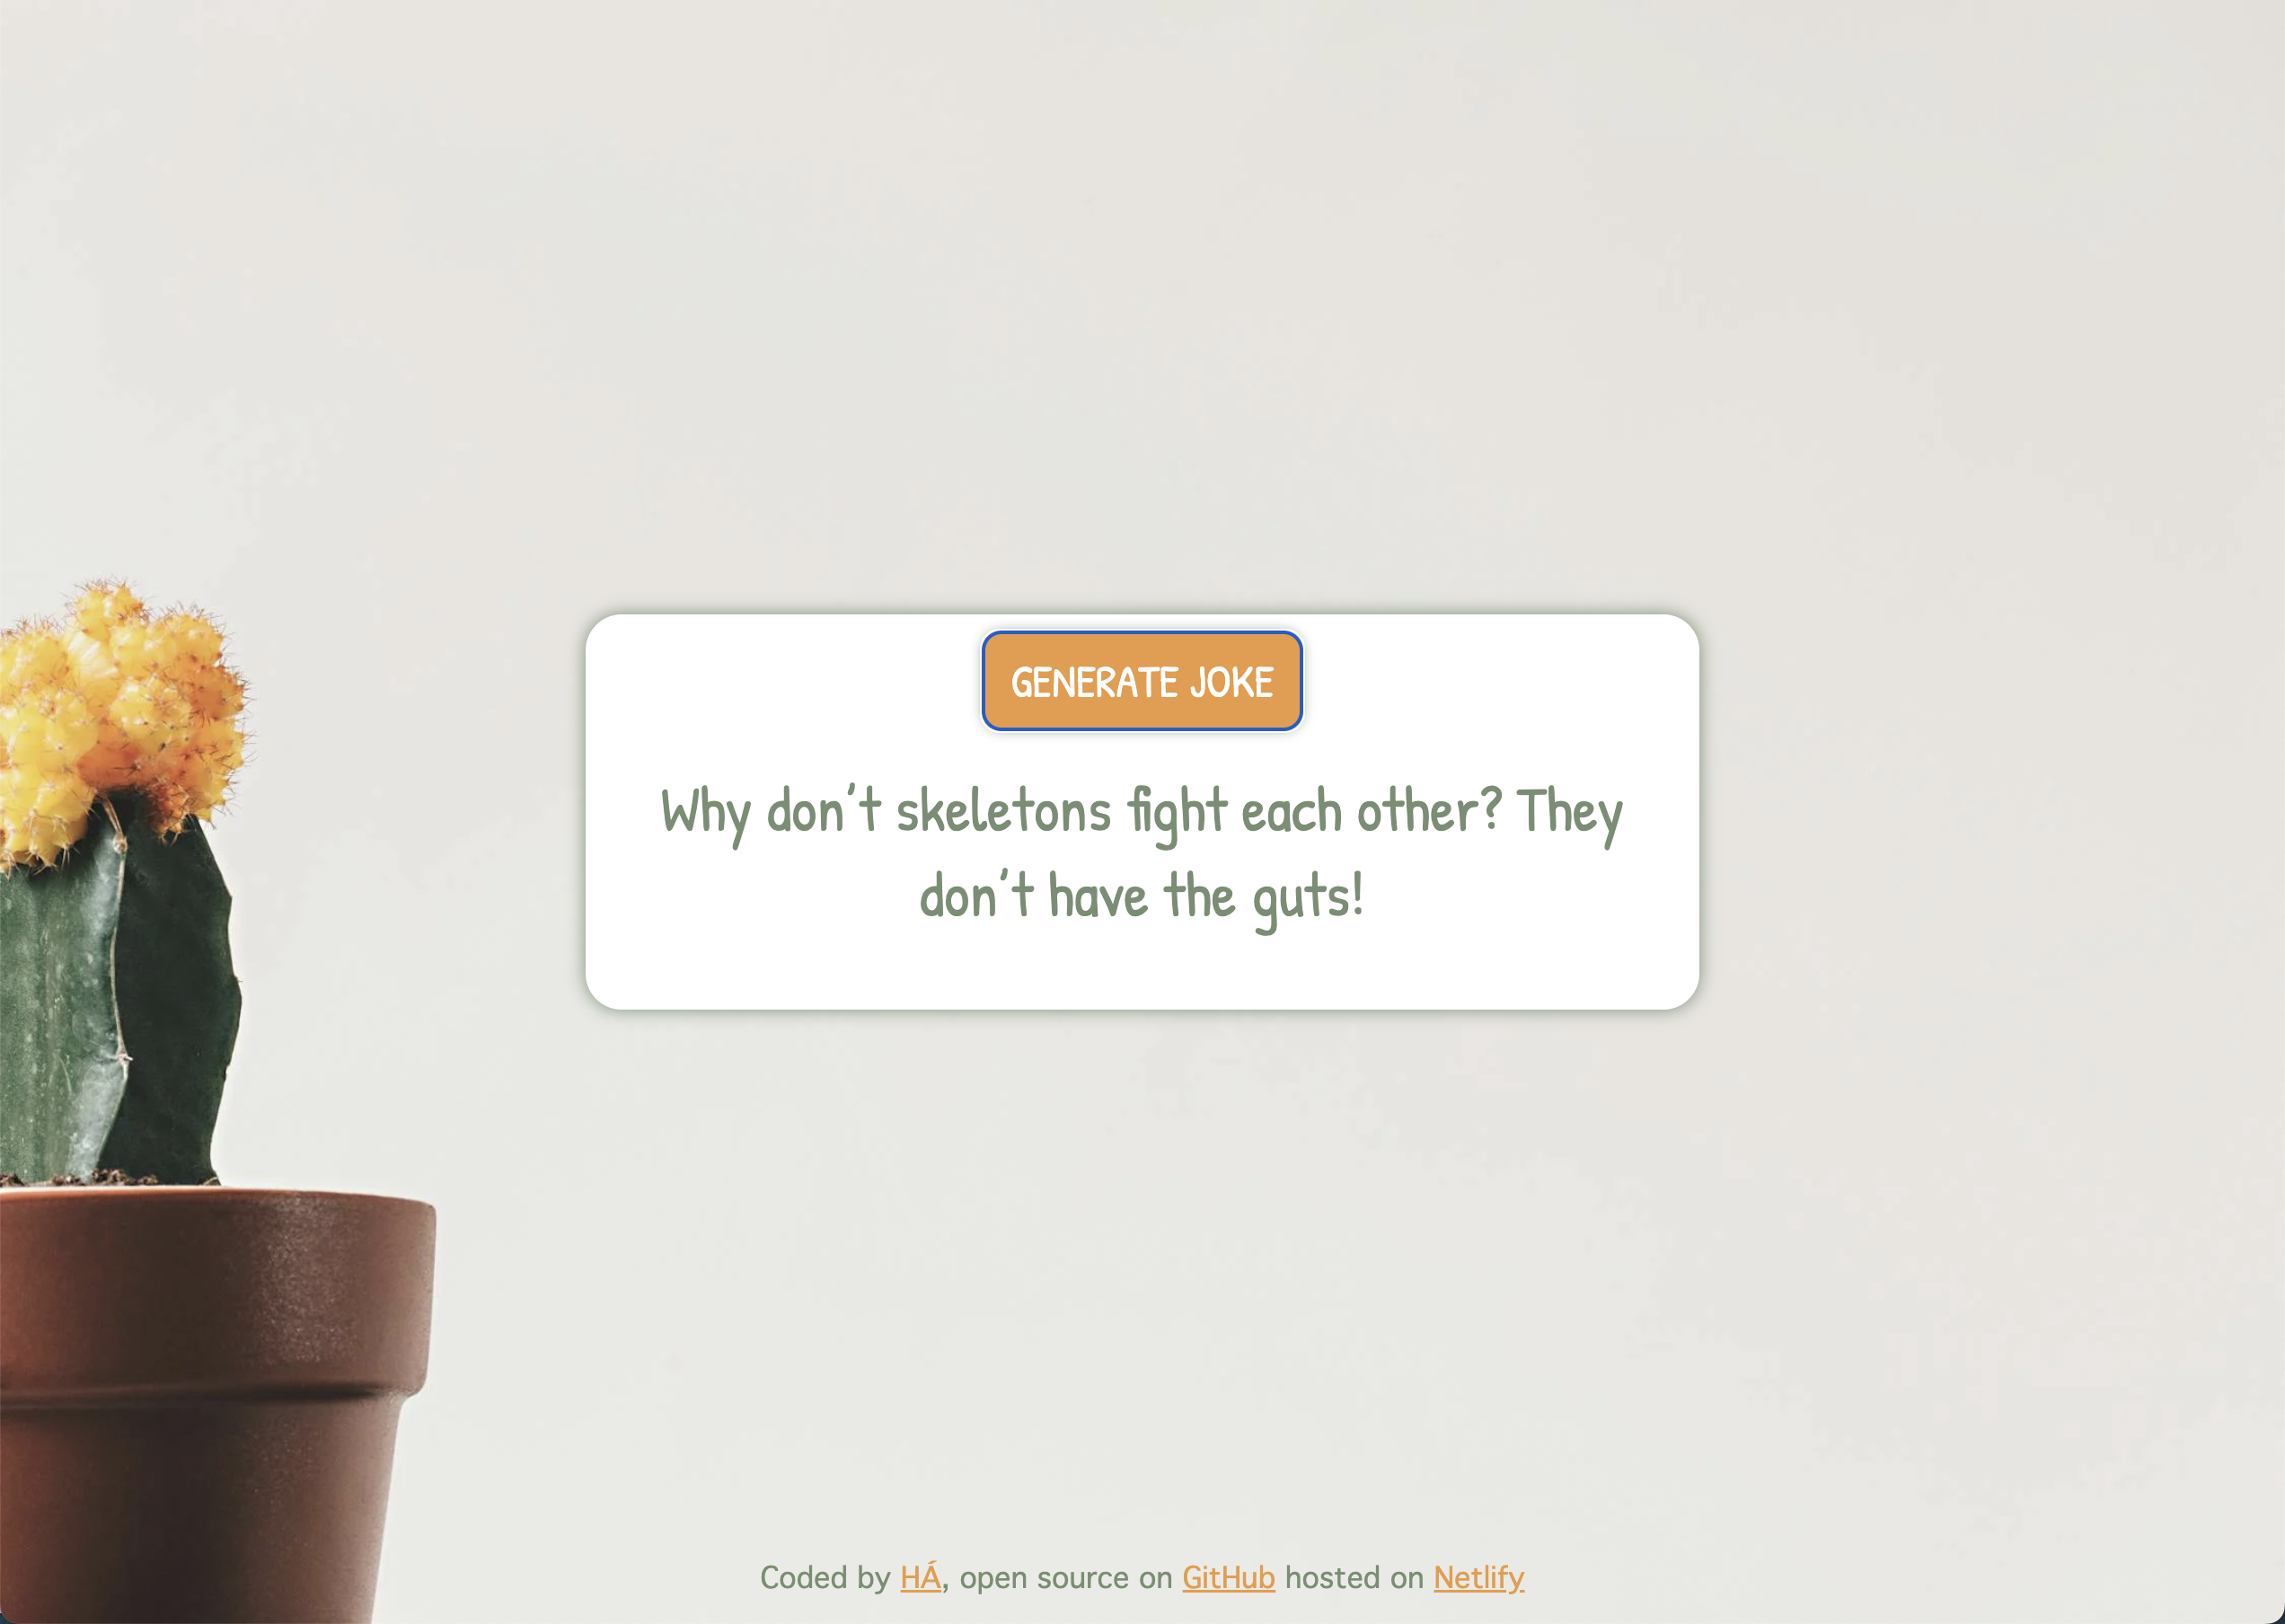 GENERATE JOKE
Why don't skeletons fight each other? They
don't have the guts!
Coded by HÁ, open source on GitHub hosted on Netlify